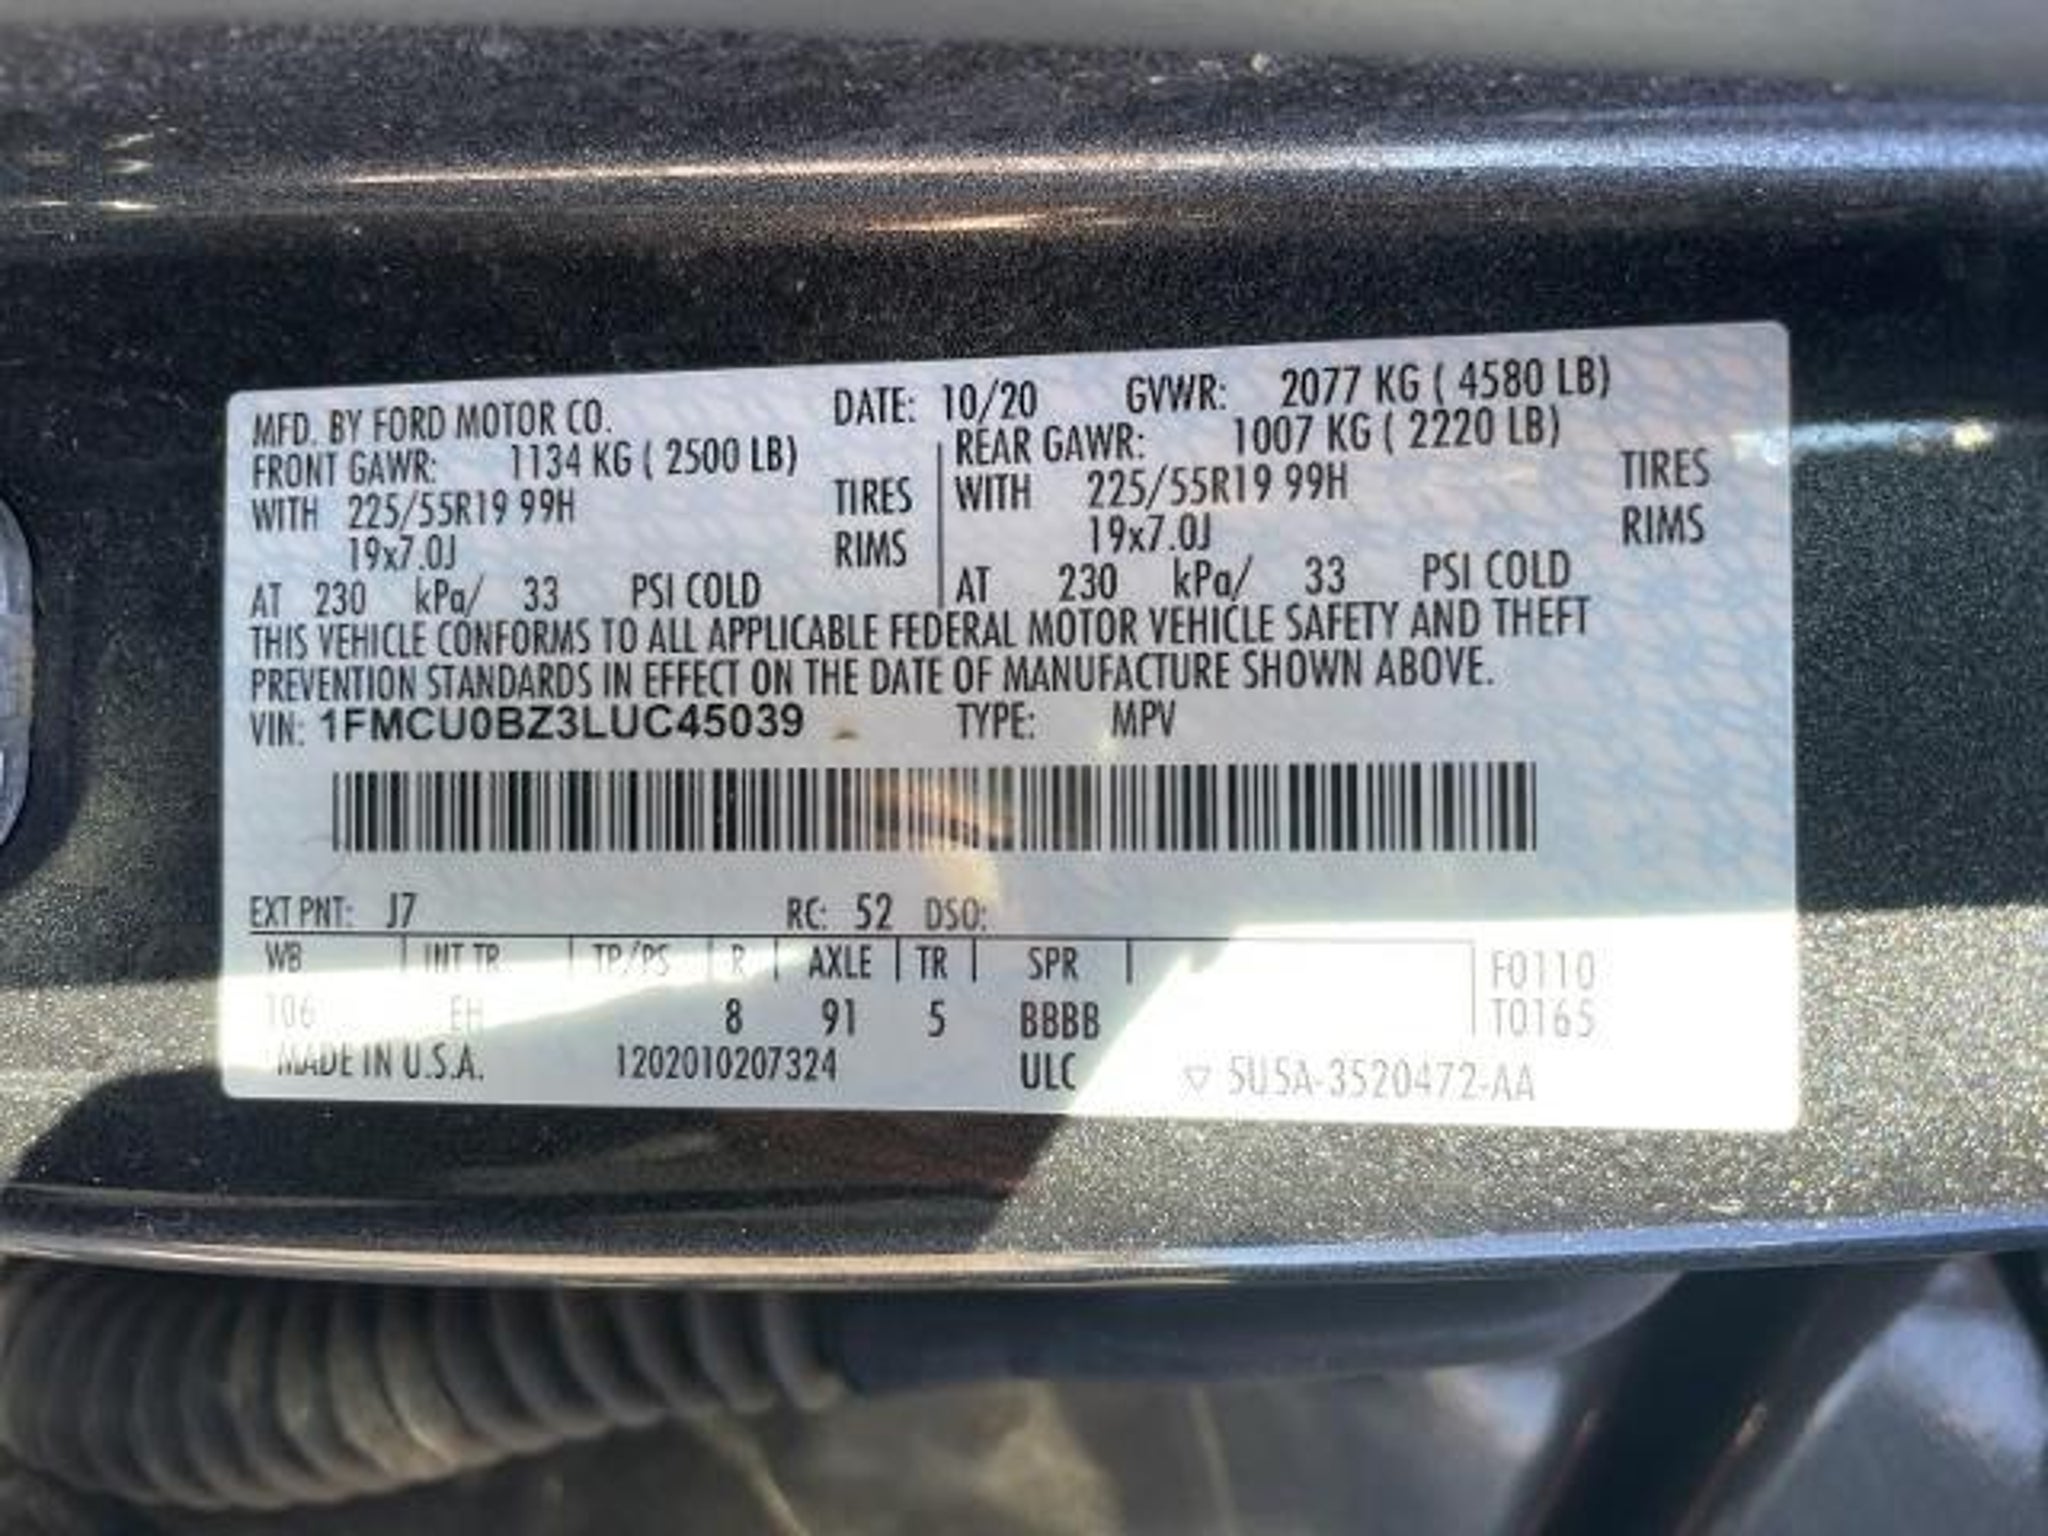 MFD. BY FORD MOTOR CO. DATE: 10/20 GVWR: 2077 KG ( 4580 LB)
FRONT GAWR: 1134 KG ( 2500 LB) REAR GAWR: 1007 KG ( 2220 LB)
WITH 225/55R19 99H TIRES WITH 225/55R19 99H TIRES
19x7.0J RIMS 19x7.0J RIMS
AT 230 kPa/ 33 PSI COLD AT 230 kPa/ 33 PSI COLD
THIS VEHICLE CONFORMS TO ALL APPLICABLE FEDERAL MOTOR VEHICLE SAFETY AND THEFT
PREVENTION STANDARDS IN EFFECT ON THE DATE OF MANUFACTURE SHOWN ABOVE.
VIN: 1FMCU0BZ3LUC45039 TYPE: MPV
EXT PNT: J7 RC: 52 DSO:
WB INT TR TP/PS R AXLE TR SPR F0110
106 EH 8 91 5 BBBB T0165
MADE IN U.S.A. 1202010207324 ULC ▽ 5U5A-3520472-AA